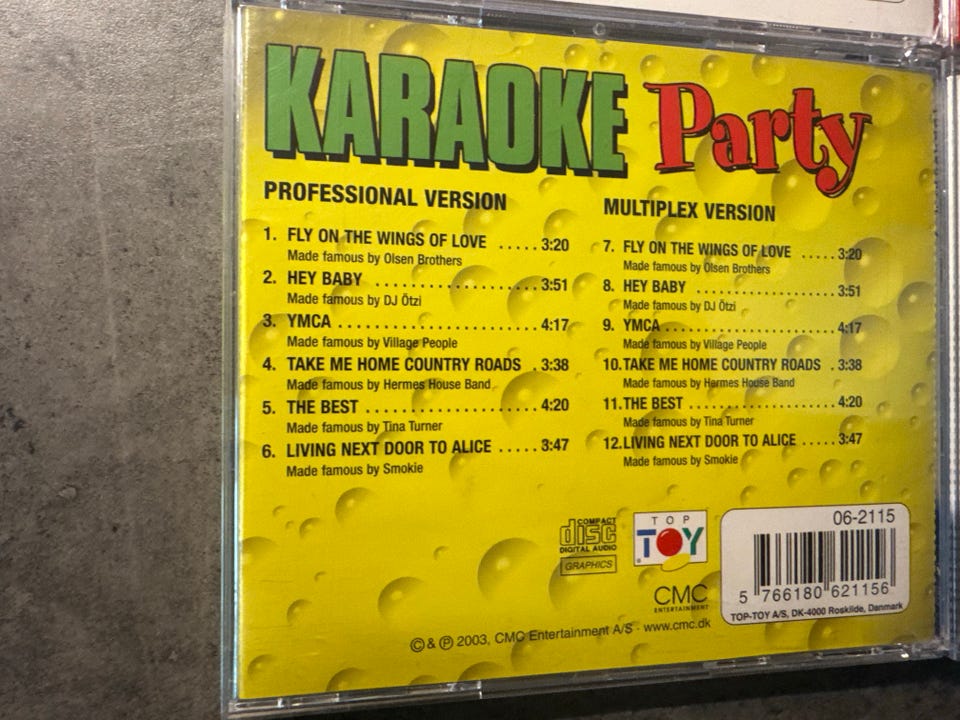 KARAOKE Party
PROFESSIONAL VERSION
1. FLY ON THE WINGS OF LOVE ..... 3:20
Made famous by Olsen Brothers
2. HEY BABY ........................ 3:51
Made famous by DJ Ötzi
3. YMCA ............................. 4:17
Made famous by Village People
4. TAKE ME HOME COUNTRY ROADS . 3:38
Made famous by Hermes House Band
5. THE BEST ......................... 4:20
Made famous by Tina Turner
6. LIVING NEXT DOOR TO ALICE ..... 3:47
Made famous by Smokie
MULTIPLEX VERSION
7. FLY ON THE WINGS OF LOVE ..... 3:20
Made famous by Olsen Brothers
8. HEY BABY ........................ 3:51
Made famous by DJ Ötzi
9. YMCA ............................. 4:17
Made famous by Village People
10. TAKE ME HOME COUNTRY ROADS . 3:38
Made famous by Hermes House Band
11. THE BEST ......................... 4:20
Made famous by Tina Turner
12. LIVING NEXT DOOR TO ALICE ..... 3:47
Made famous by Smokie
COMPACT
disc
DIGITAL AUDIO
GRAPHICS
TOP
TOY
CMC
ENTERTAINMENT
© & ℗ 2003, CMC Entertainment A/S · www.cmc.dk
06-2115
5 766180 621156
TOP-TOY A/S, DK-4000 Roskilde, Danmark